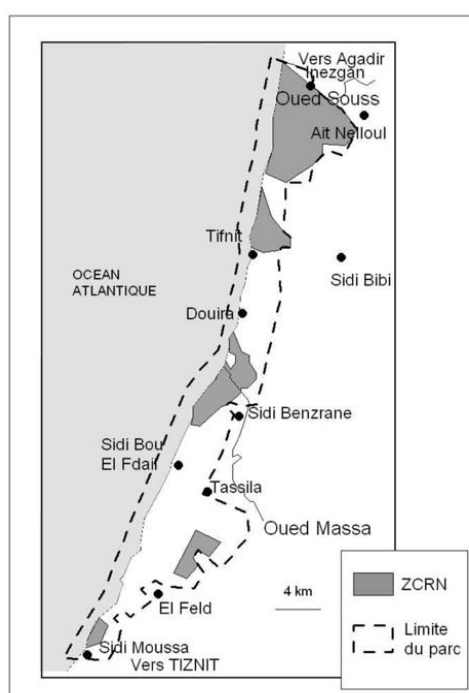 Vers Agadir
Inezgan
Oued Souss
Ait Nelloul
Tifnit
OCEAN
ATLANTIQUE
Sidi Bibi
Douira
Sidi Benzrane
Sidi Bou
El Fdail
Tassila
Oued Massa
El Feld
4 km
ZCRN
Limite
du parc
Sidi Moussa
Vers TIZNIT